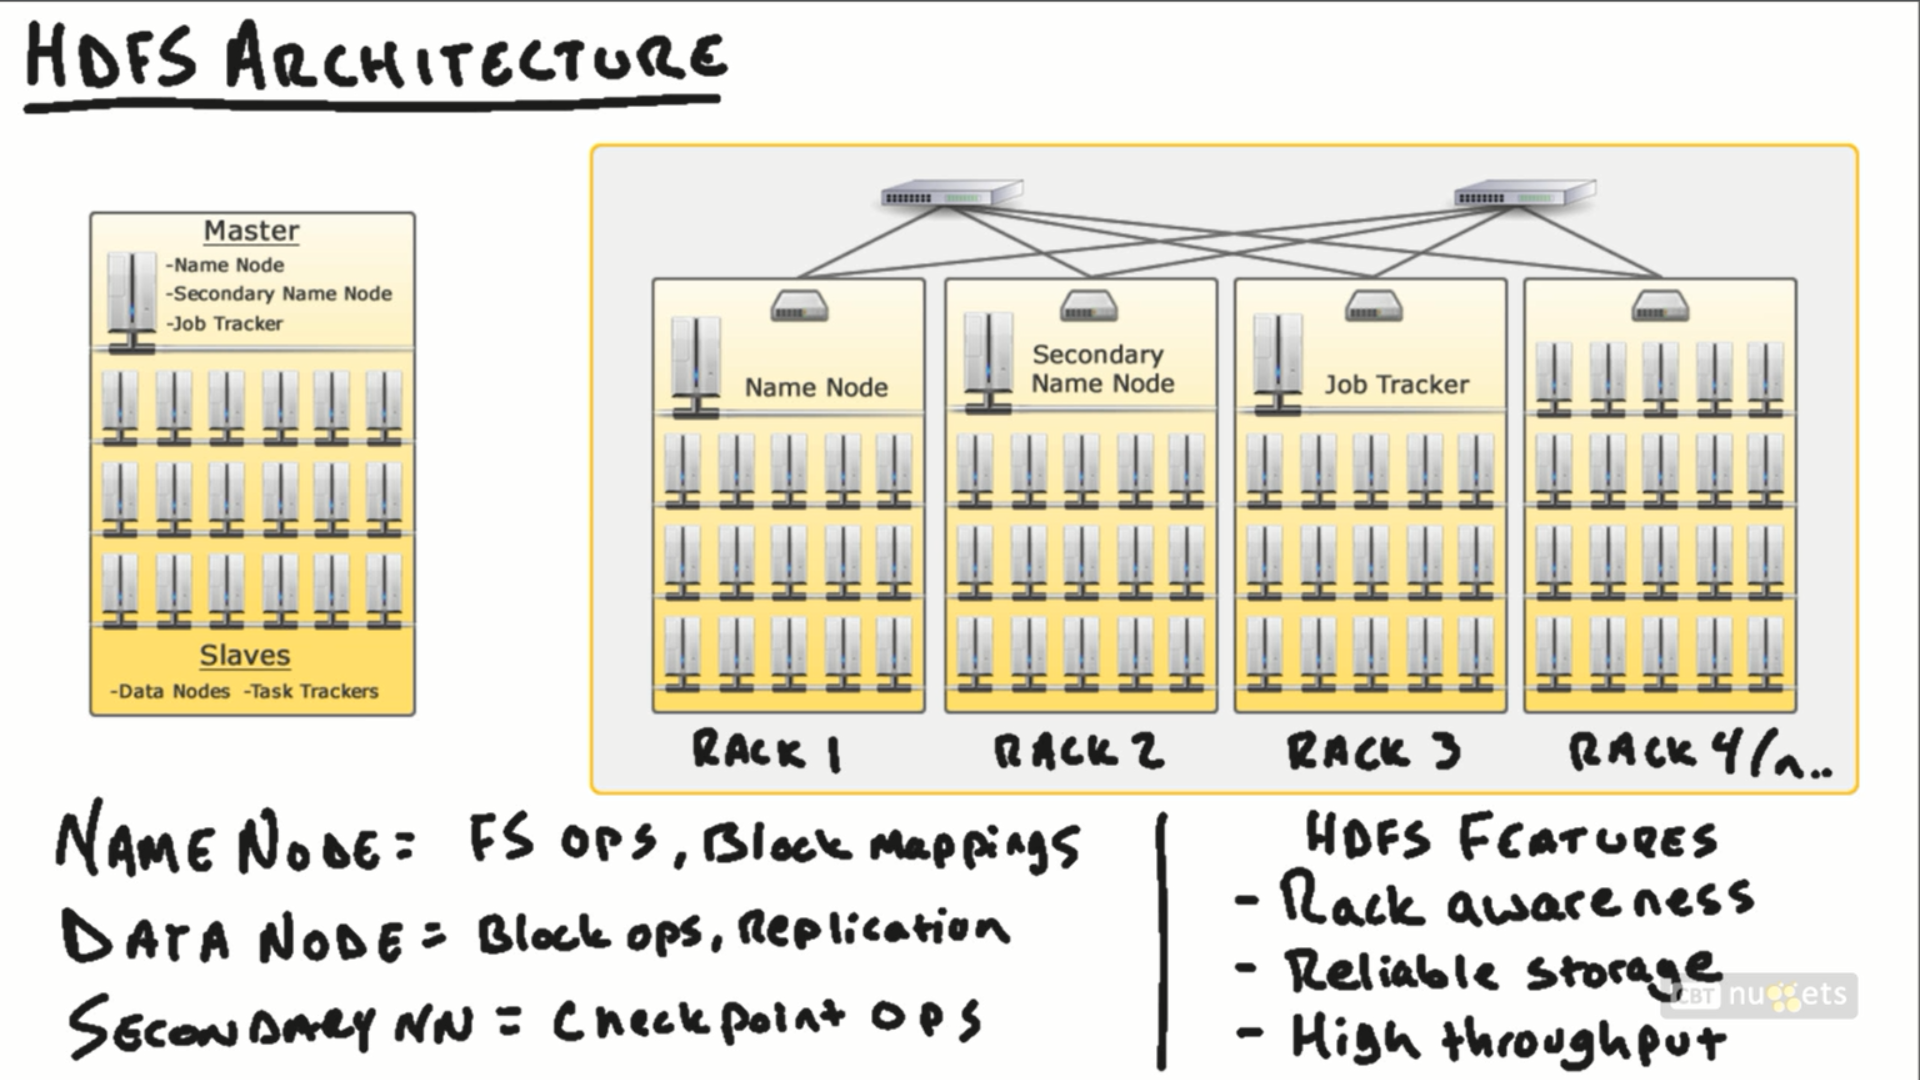 HDFS ARCHITECTURE
Master
-Name Node
-Secondary Name Node
-Job Tracker
Slaves
-Data Nodes -Task Trackers
Name Node
Secondary
Name Node
Job Tracker
RACK 1
RACK 2
RACK 3
RACK 4/n..
NAME NODE = FS OPS, Block mappings
DATA NODE = Block ops, Replication
SECONDARY NN = Checkpoint OPS
HDFS FEATURES
- Rack awareness
- Reliable storage
- High throughput
CBT nuggets